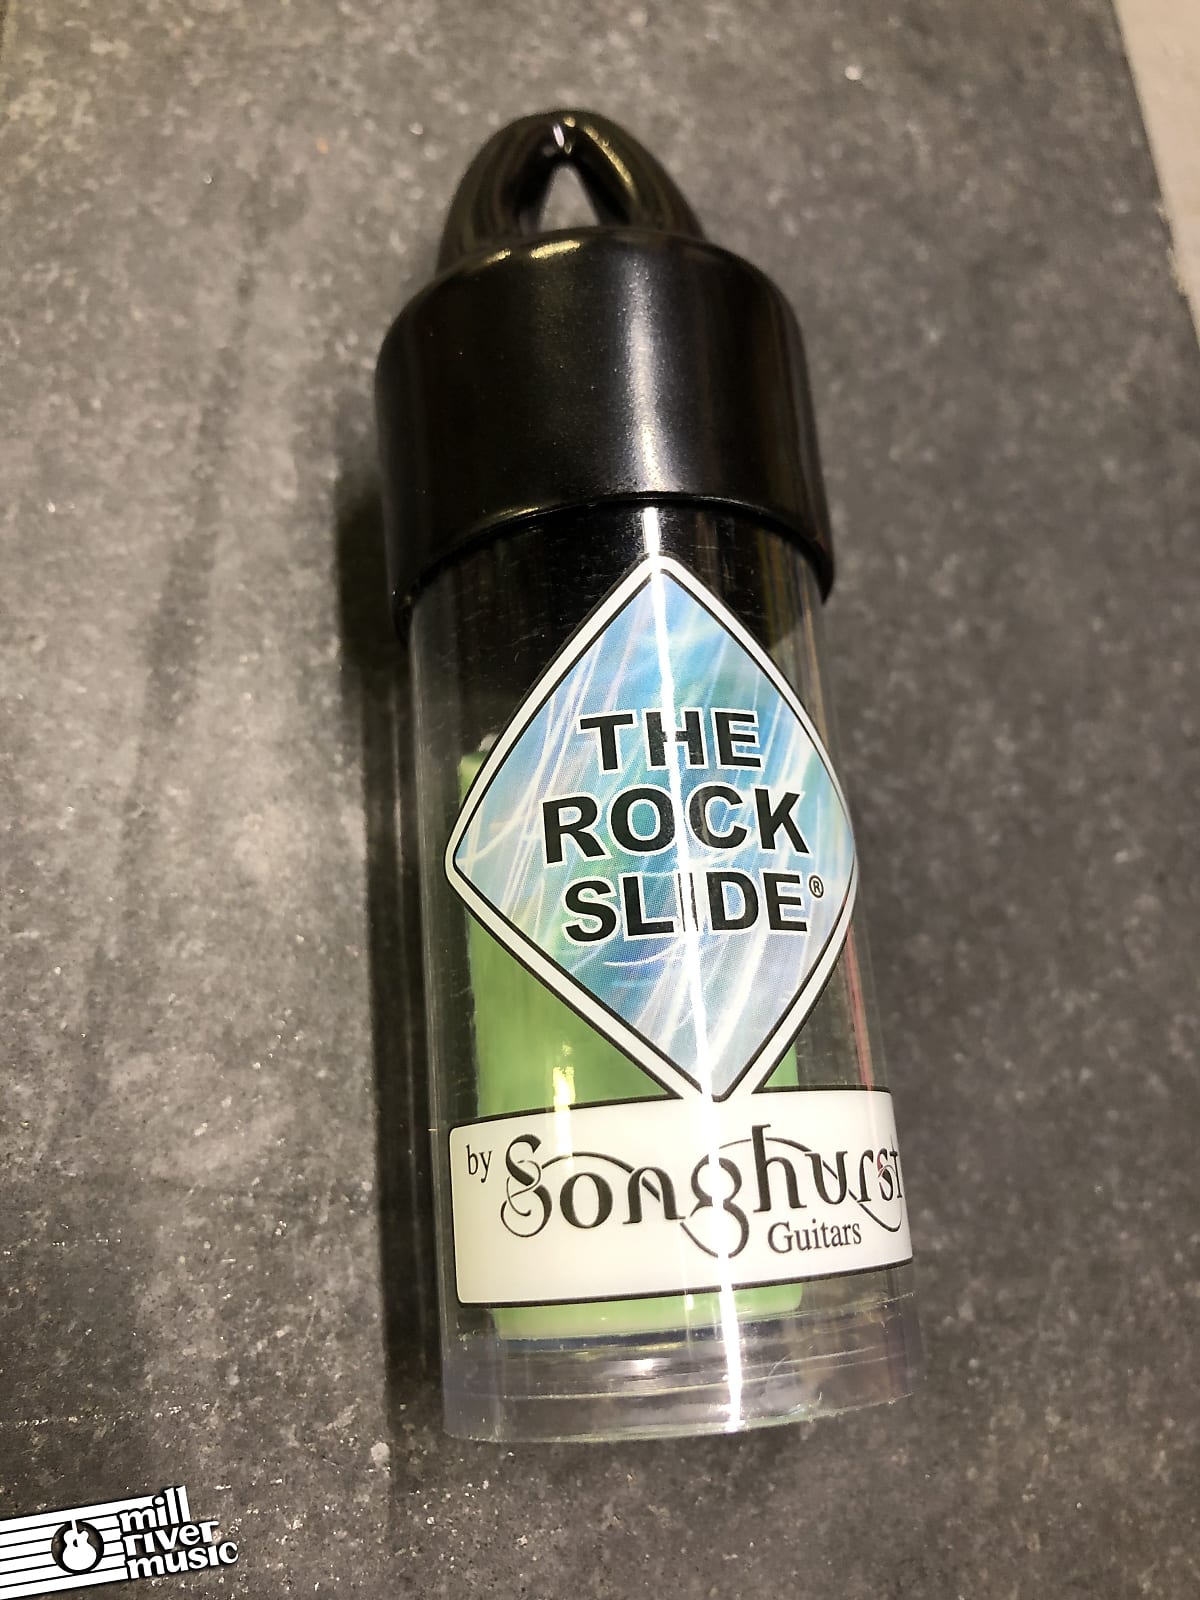 THE
ROCK
SLIDE®
by Songhurst
Guitars
mill
river
music